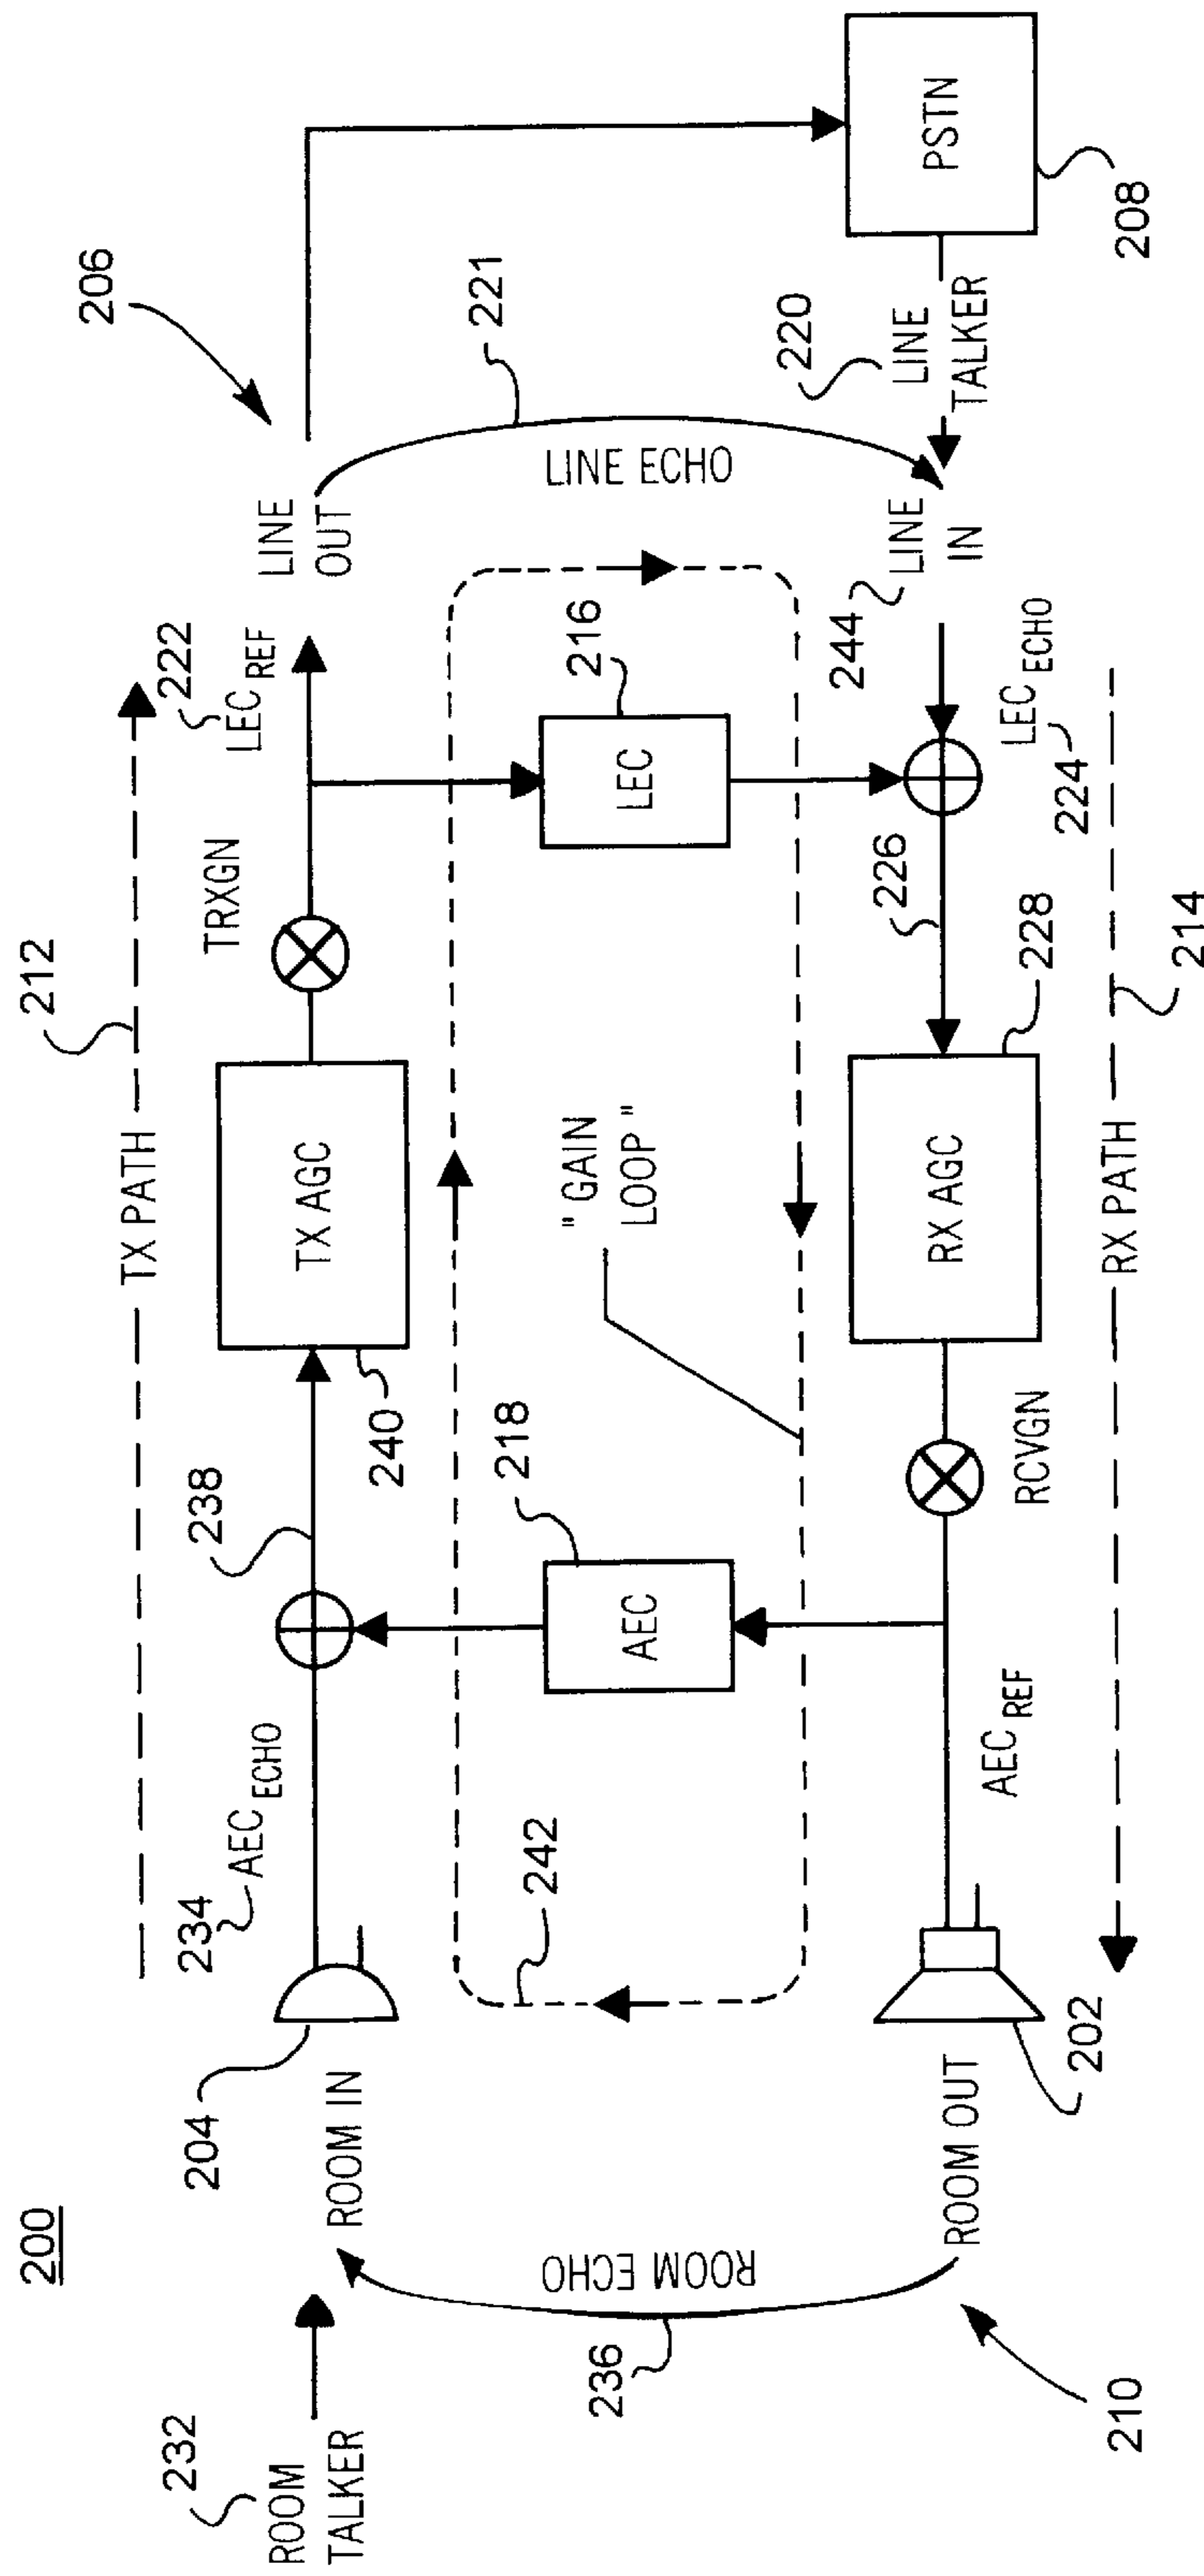 200
232
ROOM
TALKER
204
ROOM IN
234
AEC ECHO
238
240
TX AGC
TX PATH
212
TRXGN
222
LEC REF
LINE
OUT
206
236
ROOM ECHO
242
218
AEC
" GAIN
LOOP "
216
LEC
LINE ECHO
221
210
ROOM OUT
202
AEC REF
RCVGN
RX AGC
228
226
RX PATH
214
224
LEC ECHO
244
LINE
IN
220
LINE
TALKER
PSTN
208